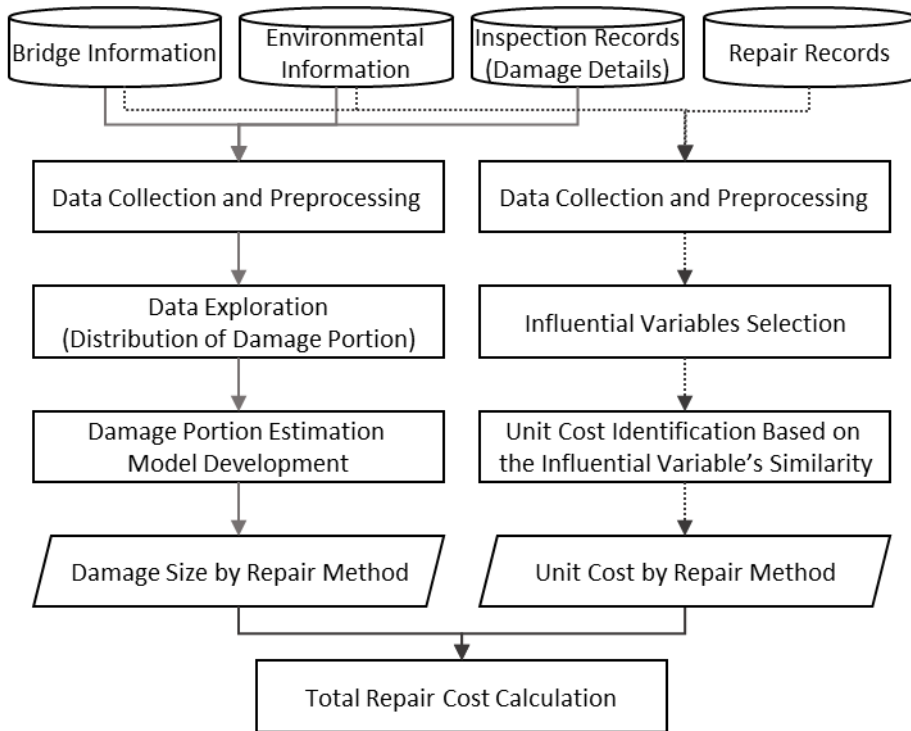 Bridge Information
Environmental
Information
Inspection Records
(Damage Details)
Repair Records
Data Collection and Preprocessing
Data Collection and Preprocessing
Data Exploration
(Distribution of Damage Portion)
Influential Variables Selection
Damage Portion Estimation
Model Development
Unit Cost Identification Based on
the Influential Variable's Similarity
Damage Size by Repair Method
Unit Cost by Repair Method
Total Repair Cost Calculation